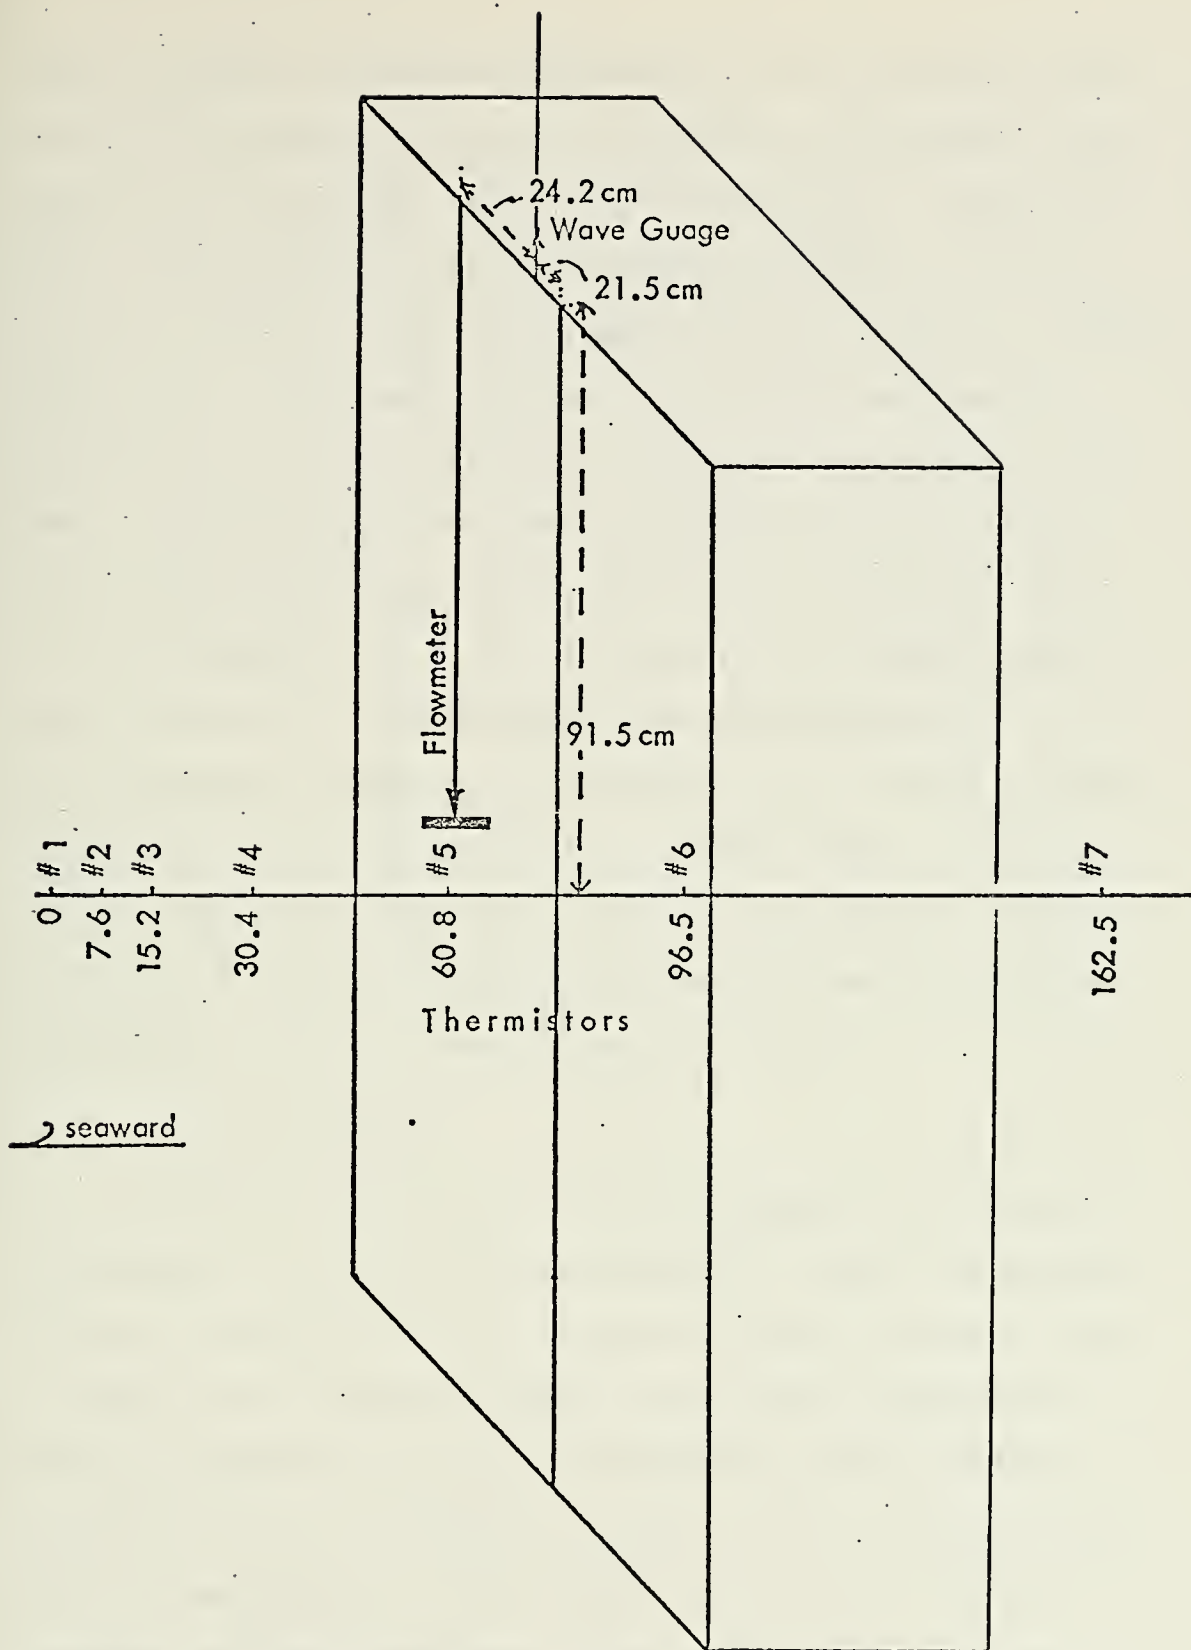 24.2 cm
Wave Guage
21.5 cm
Flowmeter
91.5 cm
#1 #2 #3 #4 #5 #6 #7
0 7.6 15.2 30.4 60.8 96.5 162.5
Thermistors
seaward